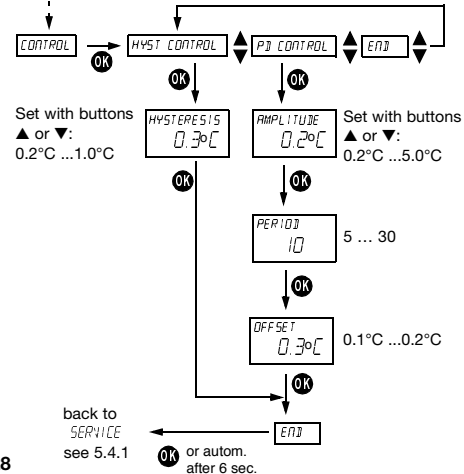 CONTROL
OK
HYST CONTROL
PD CONTROL
END
OK
OK
Set with buttons
▲ or ▼:
0.2°C ...1.0°C
HYSTERESIS
0.3°C
AMPLITUDE
0.2°C
Set with buttons
▲ or ▼:
0.2°C ...5.0°C
OK
OK
PERIOD
10
5 ... 30
OK
OFFSET
0.3°C
0.1°C ...0.2°C
OK
END
back to
SERVICE
see 5.4.1
OK or autom.
after 6 sec.
8